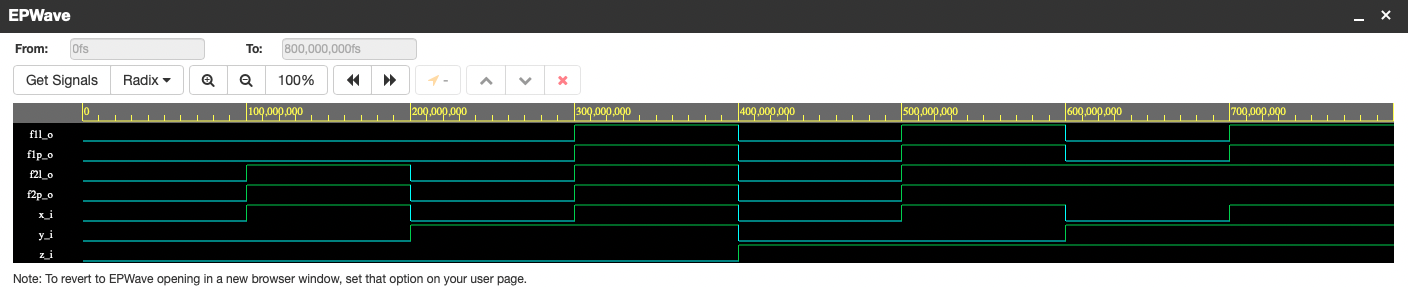 EPWave
From: 0fs To: 800,000,000fs
Get Signals Radix 100% -
0 100,000,000 200,000,000 300,000,000 400,000,000 500,000,000 600,000,000 700,000,000
f1l_o
f1p_o
f2l_o
f2p_o
x_i
y_i
z_i
Note: To revert to EPWave opening in a new browser window, set that option on your user page.